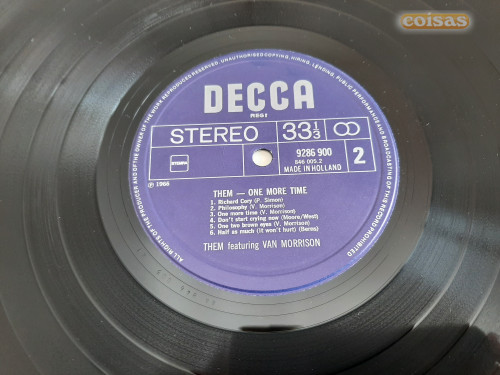 coisas
ALL RIGHTS OF THE PRODUCER AND OF THE OWNER OF THE WORK REPRODUCED RESERVED. UNAUTHORISED COPYING, HIRING, LENDING, PUBLIC PERFORMANCE AND BROADCASTING OF THIS RECORD PROHIBITED
DECCA
REGT
STEREO 33 1/3
STEMRA
9286 900
846 005.2
MADE IN HOLLAND
2
℗ 1966
THEM — ONE MORE TIME
1. Richard Cory (P. Simon)
2. Philosophy (V. Morrison)
3. One more time (V. Morrison)
4. Don't start crying now (Moore/West)
5. One two brown eyes (V. Morrison)
6. Half as much (it won't hurt) (Berns)
THEM featuring VAN MORRISON